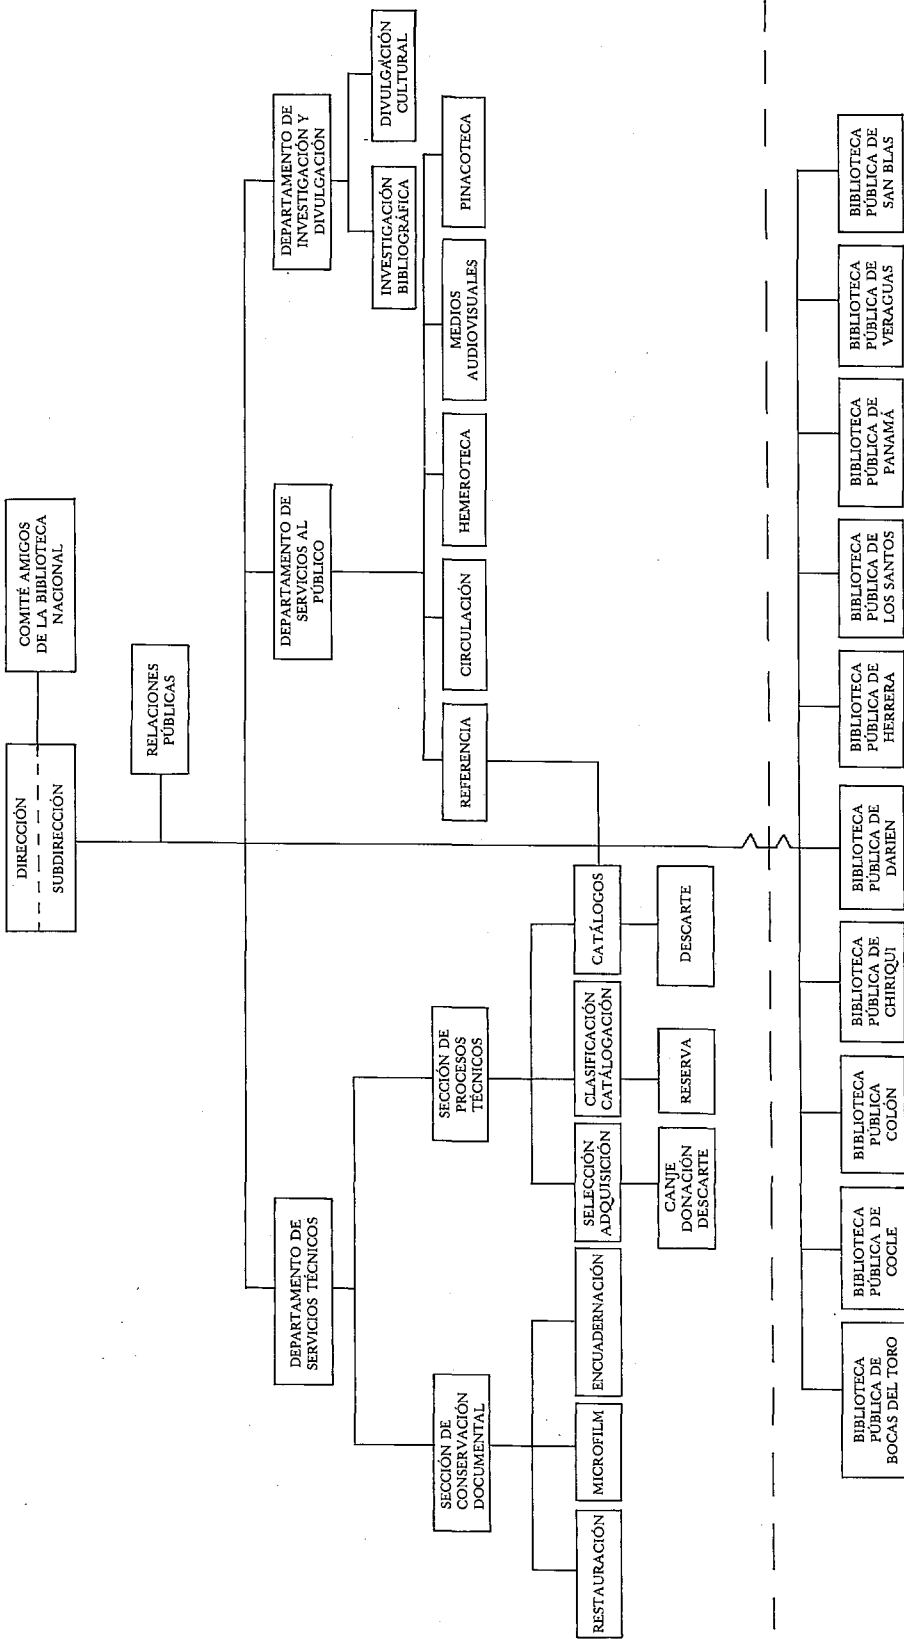 DIRECCIÓN
SUBDIRECCIÓN
COMITÉ AMIGOS
DE LA BIBLIOTECA
NACIONAL
RELACIONES
PÚBLICAS
DEPARTAMENTO DE
SERVICIOS TÉCNICOS
DEPARTAMENTO DE
SERVICIOS AL
PÚBLICO
DEPARTAMENTO DE
INVESTIGACIÓN Y
DIVULGACIÓN
INVESTIGACIÓN
BIBLIOGRÁFICA
DIVULGACIÓN
CULTURAL
SECCIÓN DE
CONSERVACIÓN
DOCUMENTAL
SECCIÓN DE
PROCESOS
TÉCNICOS
REFERENCIA
CIRCULACIÓN
HEMEROTECA
MEDIOS
AUDIOVISUALES
PINACOTECA
RESTAURACIÓN
MICROFILM
ENCUADERNACIÓN
SELECCIÓN
ADQUISICIÓN
CLASIFICACIÓN
CATÁLOGACIÓN
CATÁLOGOS
CANJE
DONACIÓN
DESCARTE
RESERVA
DESCARTE
BIBLIOTECA
PÚBLICA DE
BOCAS DEL TORO
BIBLIOTECA
PÚBLICA DE
COCLE
BIBLIOTECA
PÚBLICA
COLÓN
BIBLIOTECA
PÚBLICA DE
CHIRIQUI
BIBLIOTECA
PÚBLICA DE
DARIEN
BIBLIOTECA
PÚBLICA DE
HERRERA
BIBLIOTECA
PÚBLICA DE
LOS SANTOS
BIBLIOTECA
PÚBLICA DE
PANAMÁ
BIBLIOTECA
PÚBLICA DE
VERAGUAS
BIBLIOTECA
PÚBLICA DE
SAN BLAS